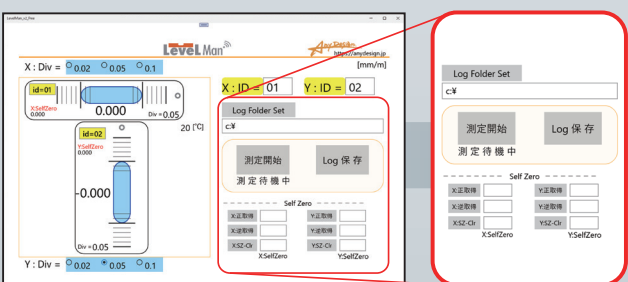 LevelMan_v2_free
LeveL Man
AnyDesign
https://anydesign.jp
X : Div = 0.02 0.05 0.1
[mm/m]
id=01
X:SelfZero
0.000
0.000
Div =0.05
20 [℃]
id=02
Y:SelfZero
0.000
-0.000
Div =0.05
Y : Div = 0.02 0.05 0.1
X : ID = 01 Y : ID = 02
Log Folder Set
c:¥
測定開始 Log 保存
測定待機中
Self Zero
X:正取得 Y:正取得
X:逆取得 Y:逆取得
X:SZ-Clr Y:SZ-Clr
X:SelfZero Y:SelfZero
Log Folder Set
c:¥
測定開始 Log 保存
測定待機中
Self Zero
X:正取得 Y:正取得
X:逆取得 Y:逆取得
X:SZ-Clr Y:SZ-Clr
X:SelfZero Y:SelfZero